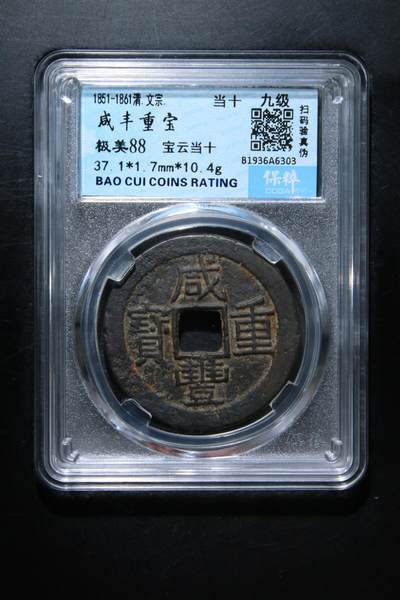 1851-1861清.文宗. 当十 九级
咸丰重宝
极美88 宝云当十
37.1*1.7mm*10.4g
BAO CUI COINS RATING
扫码验真伪
B1936A6303
保粹
咸
寶 重
豐